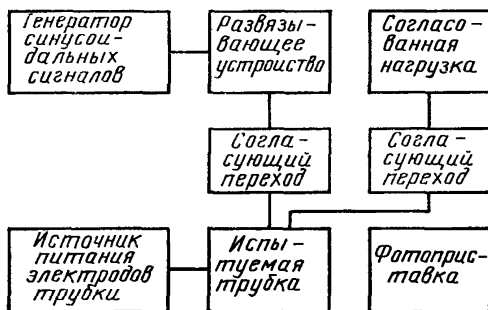 Генератор
синусои-
дальных
сигналов
Развязы-
вающее
устройство
Согласо-
ванная
нагрузка
Согла-
сующий
переход
Согла-
сующий
переход
Источник
питания
электродов
трубки
Испы-
туемая
трубка
Фотоприс-
тавка